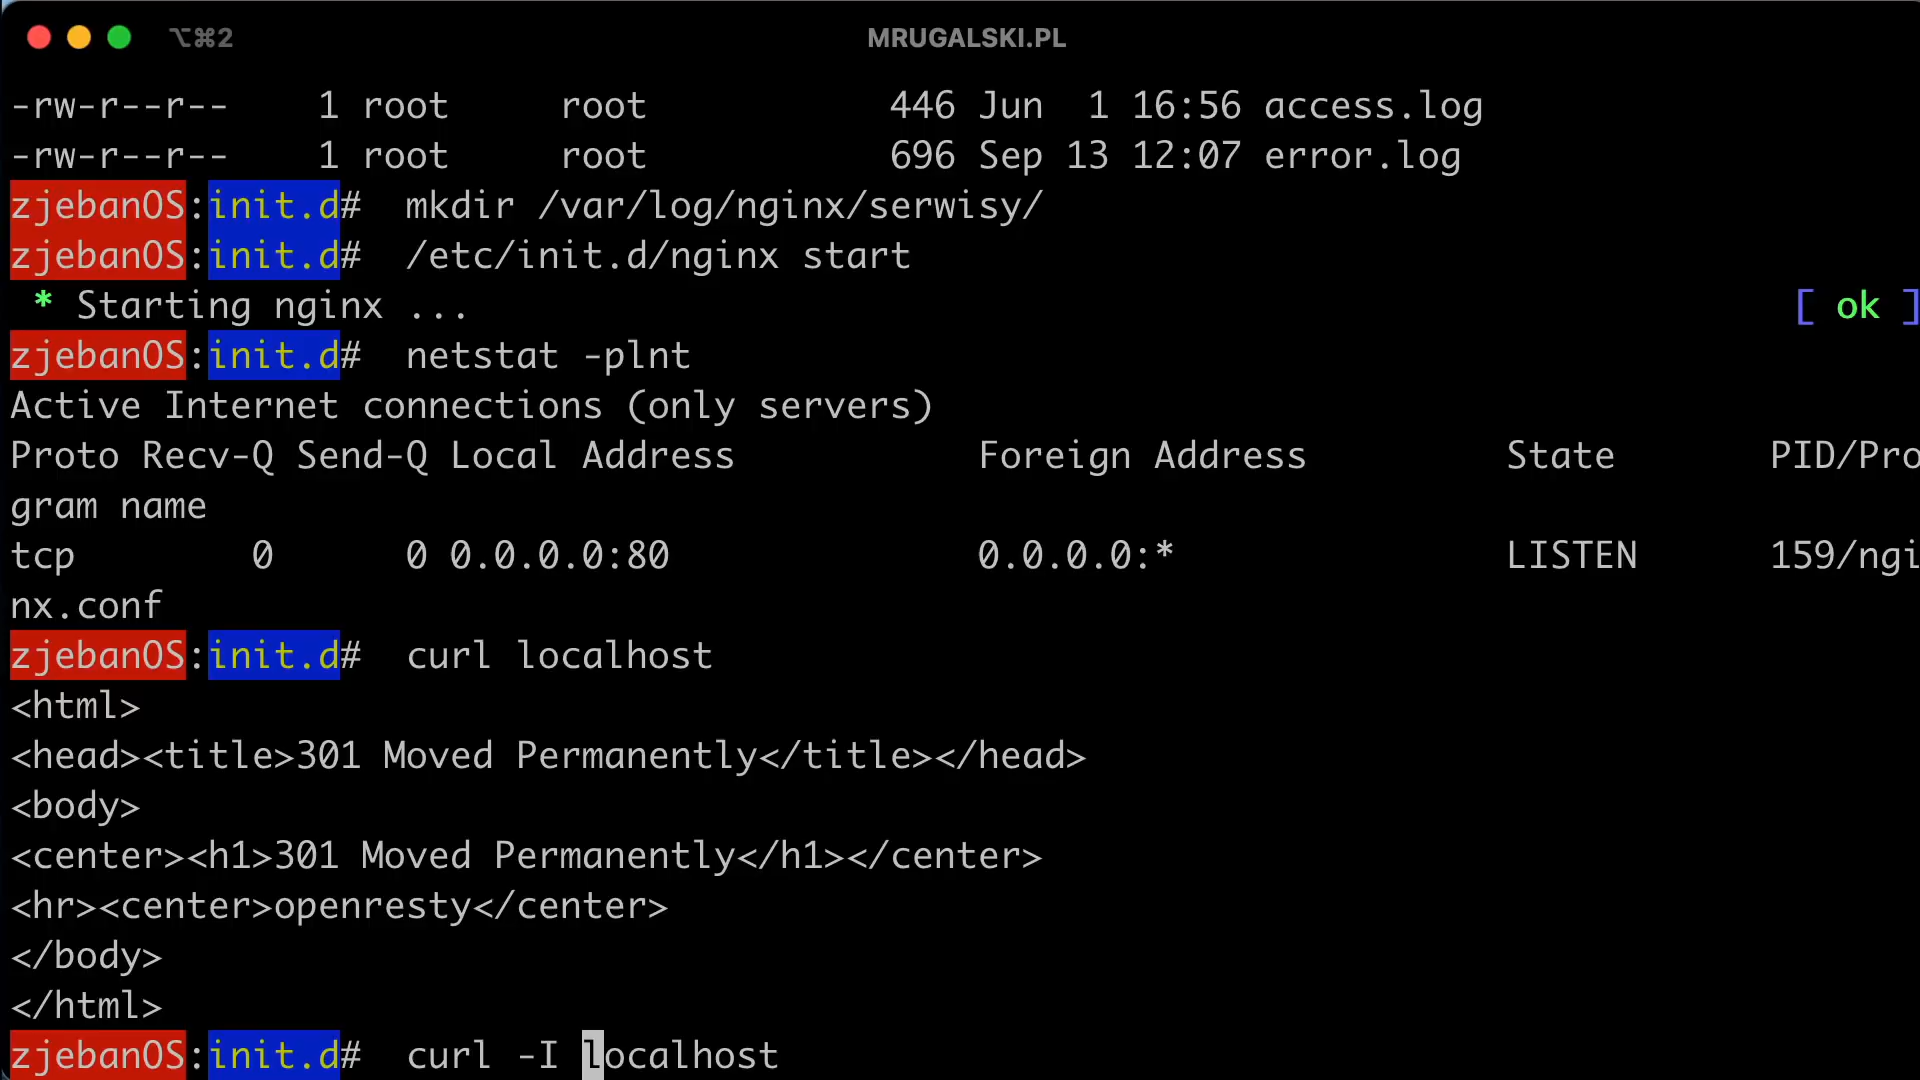 ⌥⌘2 MRUGALSKI.PL
-rw-r--r--    1 root     root           446 Jun  1 16:56 access.log
-rw-r--r--    1 root     root           696 Sep 13 12:07 error.log
zjebanOS:init.d#  mkdir /var/log/nginx/serwisy/
zjebanOS:init.d#  /etc/init.d/nginx start
 * Starting nginx ... [ ok ]
zjebanOS:init.d#  netstat -plnt
Active Internet connections (only servers)
Proto Recv-Q Send-Q Local Address           Foreign Address         State       PID/Pro
gram name
tcp        0      0 0.0.0.0:80              0.0.0.0:*               LISTEN      159/ngi
nx.conf
zjebanOS:init.d#  curl localhost
<html>
<head><title>301 Moved Permanently</title></head>
<body>
<center><h1>301 Moved Permanently</h1></center>
<hr><center>openresty</center>
</body>
</html>
zjebanOS:init.d#  curl -I localhost